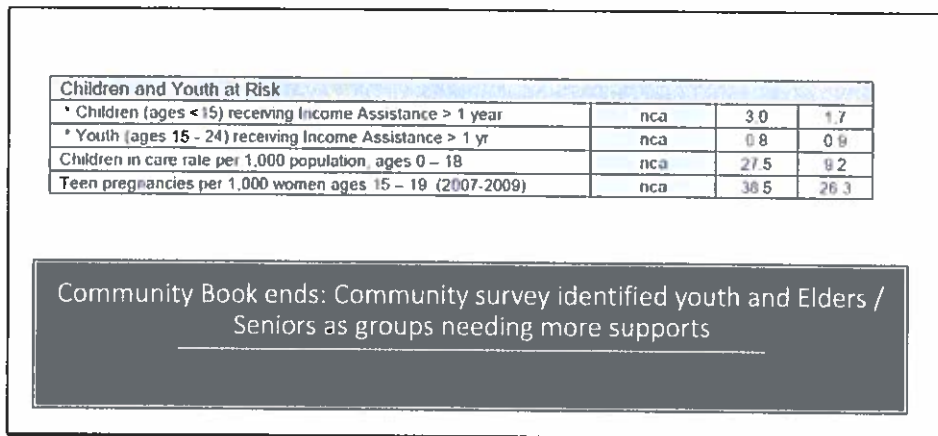 Children and Youth at Risk
* Children (ages < 15) receiving Income Assistance > 1 year nca 3.0 1.7
* Youth (ages 15 - 24) receiving Income Assistance > 1 yr nca 0.8 0.9
Children in care rate per 1,000 population, ages 0 – 18 nca 27.5 9.2
Teen pregnancies per 1,000 women ages 15 – 19 (2007-2009) nca 38.5 26.3
Community Book ends: Community survey identified youth and Elders /
Seniors as groups needing more supports